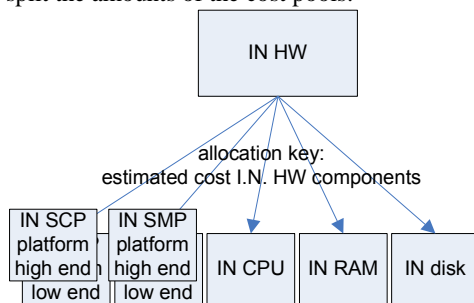 split the amounts of the cost pools.
IN HW
allocation key:
estimated cost I.N. HW components
IN SCP
platform
high end
low end
IN SMP
platform
high end
low end
IN CPU
IN RAM
IN disk